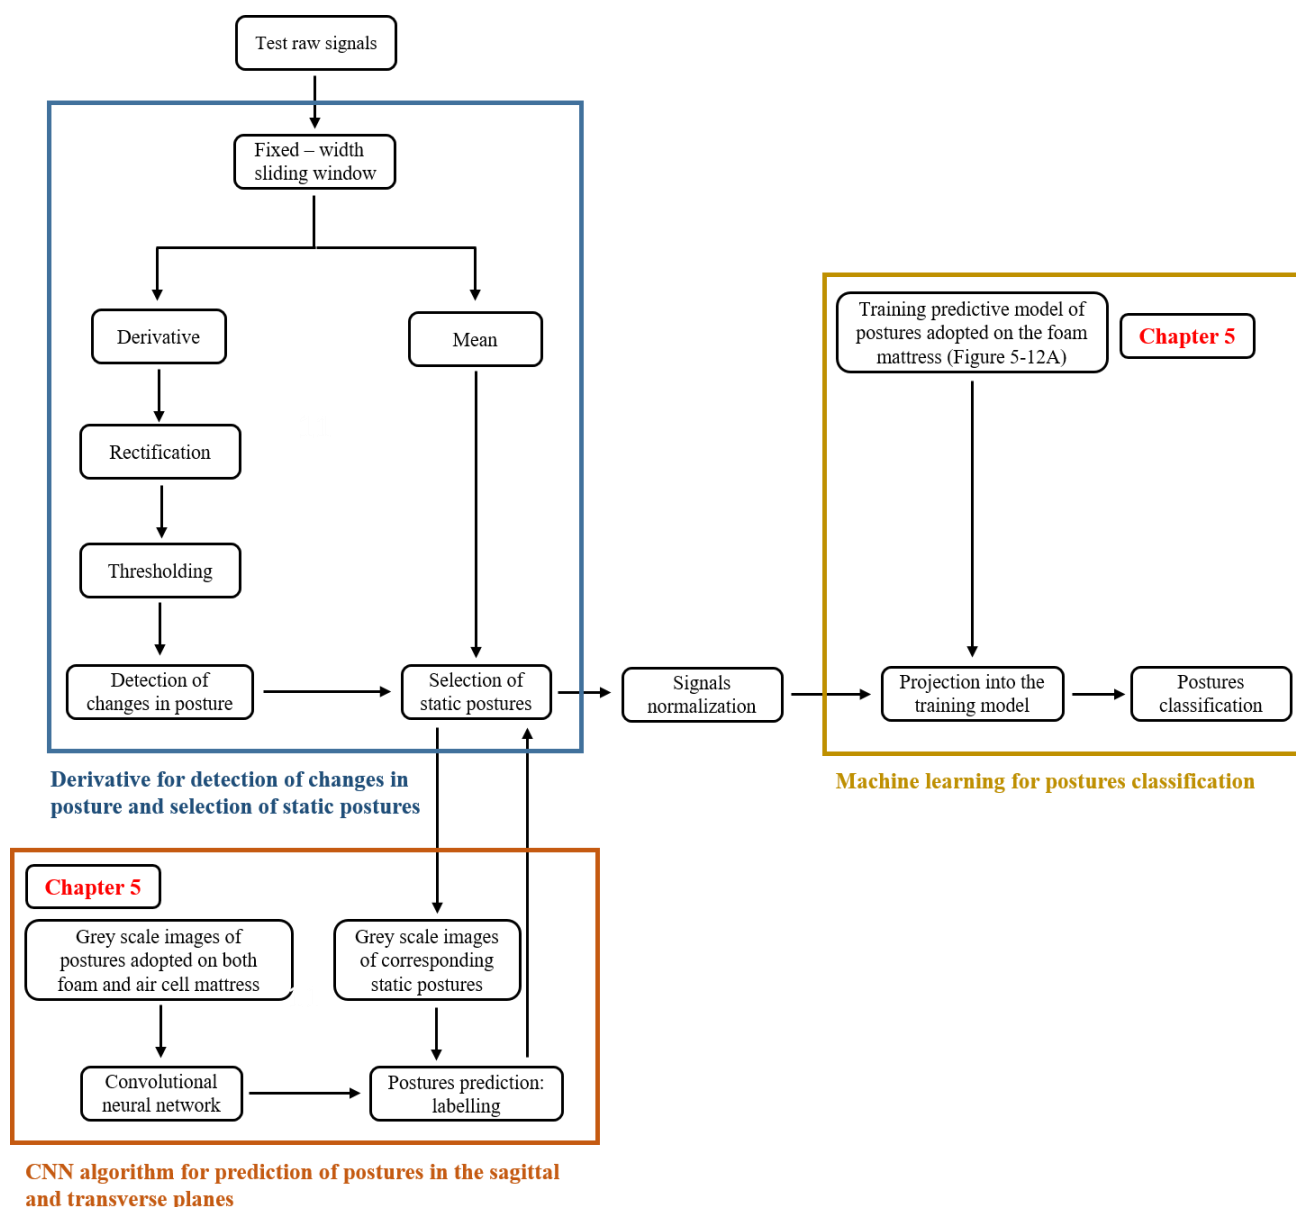 Test raw signals
Fixed – width
sliding window
Derivative
Mean
Rectification
Thresholding
Detection of
changes in posture
Selection of
static postures
Signals
normalization
Training predictive model of
postures adopted on the foam
mattress (Figure 5-12A)
Chapter 5
Projection into the
training model
Postures
classification
Derivative for detection of changes in
posture and selection of static postures
Machine learning for postures classification
Chapter 5
Grey scale images of
postures adopted on both
foam and air cell mattress
Grey scale images
of corresponding
static postures
Convolutional
neural network
Postures prediction:
labelling
CNN algorithm for prediction of postures in the sagittal
and transverse planes